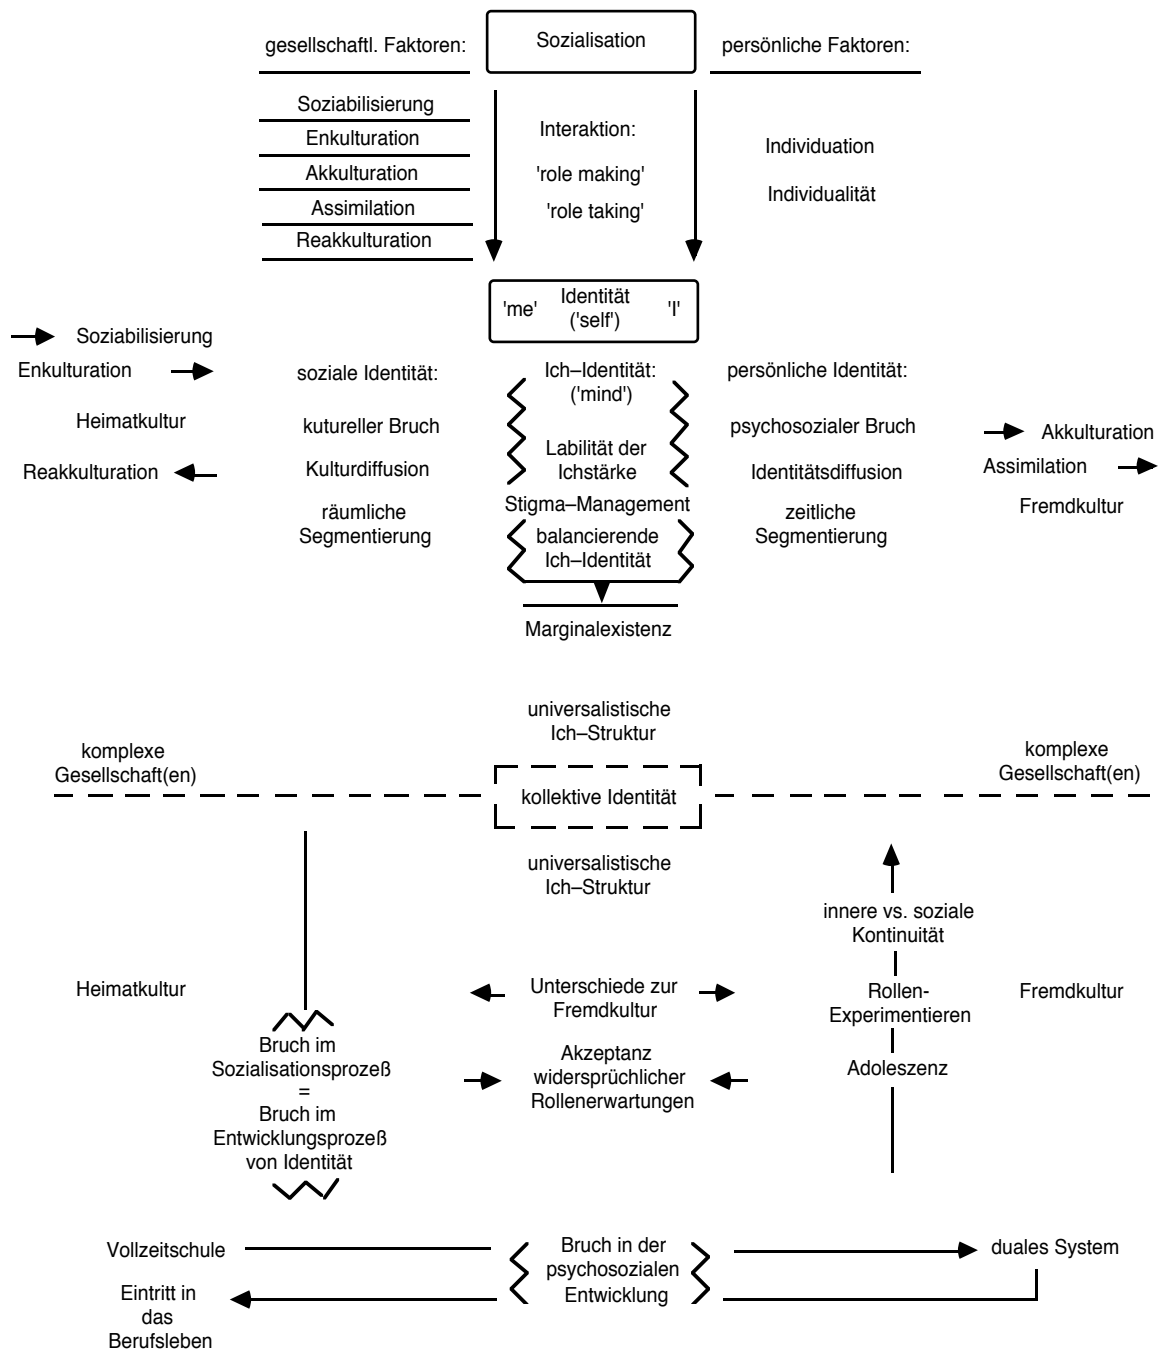 gesellschaftl. Faktoren:
Sozialisation
persönliche Faktoren:
Soziabilisierung
Enkulturation
Akkulturation
Assimilation
Reakkulturation
Interaktion:
'role making'
'role taking'
Individuation
Individualität
'me'
Identität
('self')
'I'
Soziabilisierung
Enkulturation
Heimatkultur
Reakkulturation
soziale Identität:
kutureller Bruch
Kulturdiffusion
räumliche
Segmentierung
Ich–Identität:
('mind')
Labilität der
Ichstärke
Stigma–Management
balancierende
Ich–Identität
Marginalexistenz
persönliche Identität:
psychosozialer Bruch
Identitätsdiffusion
zeitliche
Segmentierung
Akkulturation
Assimilation
Fremdkultur
universalistische
Ich–Struktur
komplexe
Gesellschaft(en)
kollektive Identität
komplexe
Gesellschaft(en)
universalistische
Ich–Struktur
innere vs. soziale
Kontinuität
Heimatkultur
Unterschiede zur
Fremdkultur
Rollen-
Experimentieren
Fremdkultur
Bruch im
Sozialisationsprozeß
=
Bruch im
Entwicklungsprozeß
von Identität
Akzeptanz
widersprüchlicher
Rollenerwartungen
Adoleszenz
Vollzeitschule
Bruch in der
psychosozialen
Entwicklung
duales System
Eintritt in
das
Berufsleben